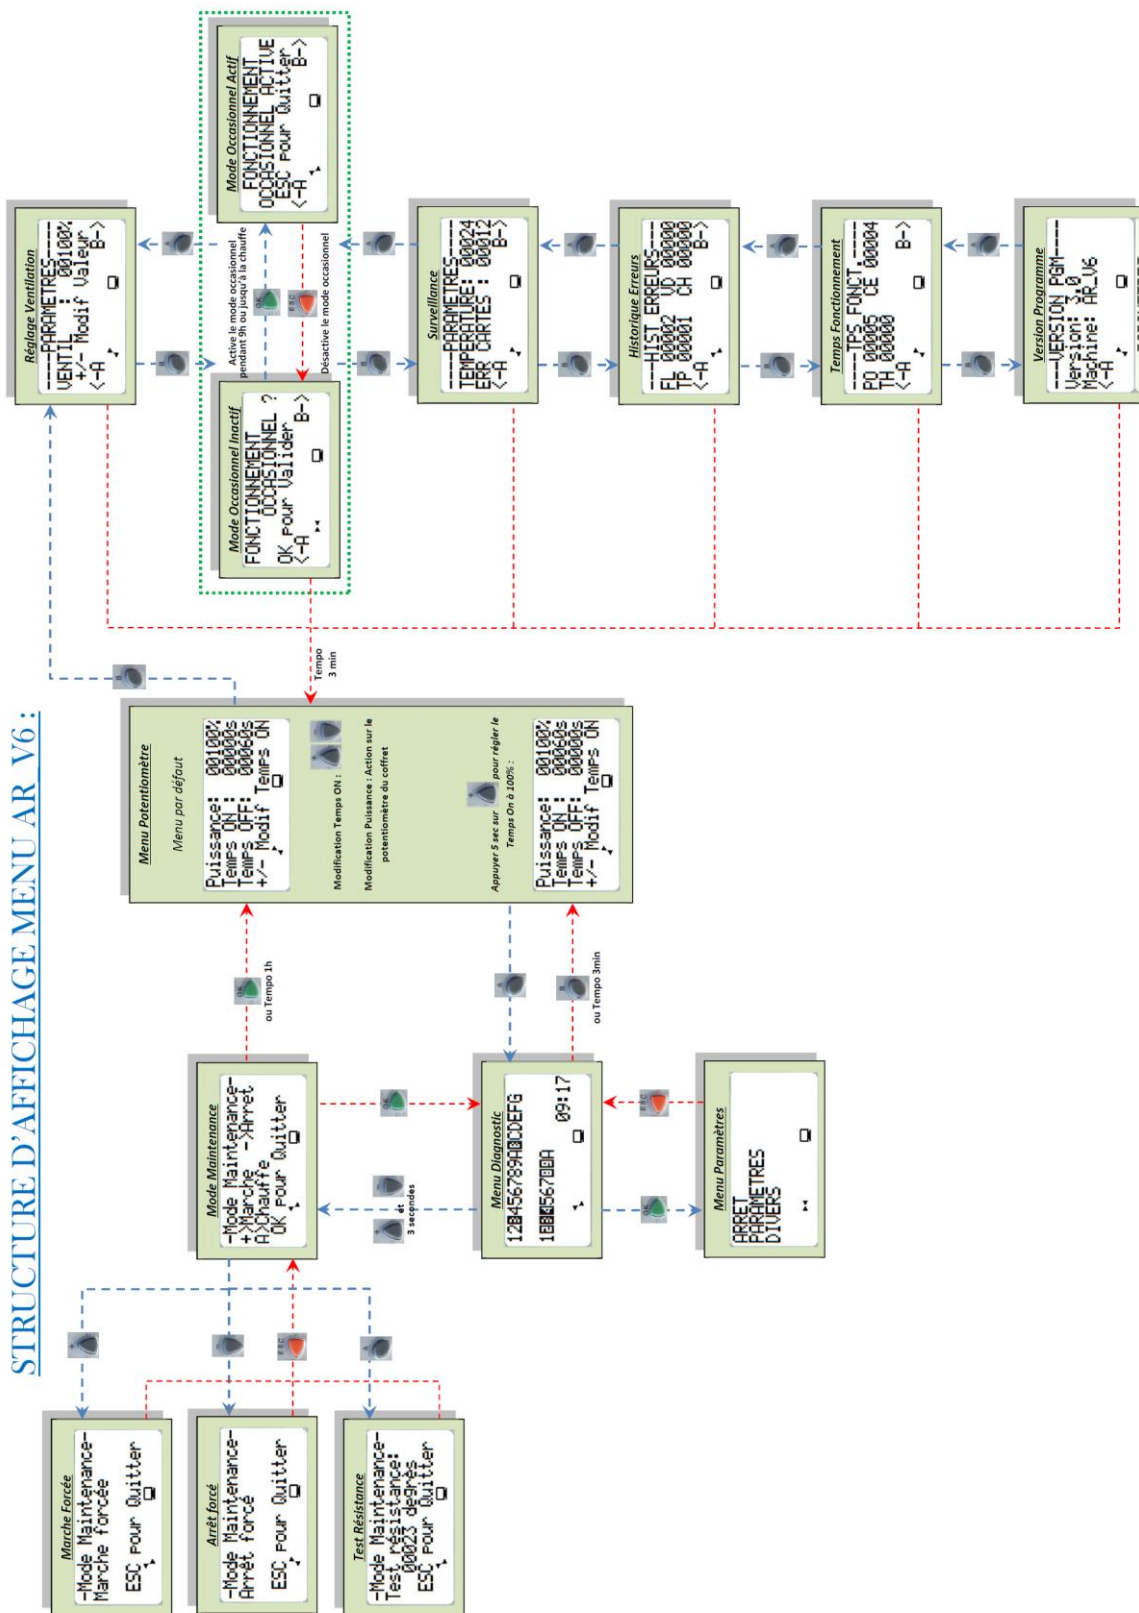 STRUCTURE D'AFFICHAGE MENU AR_V6 :
Marche Forcée
-Mode Maintenance-
Marche forcée
ESC pour Quitter
Arrêt forcé
-Mode Maintenance-
Arrêt forcé
ESC pour Quitter
Test Résistance
-Mode Maintenance-
Test résistance:
00023 degrés
ESC pour Quitter
+
-
ESC
A
Mode Maintenance
-Mode Maintenance-
+>Marche ->Arret
A>Chauffe
OK pour Quitter
+ et -
3 secondes
OK
Menu Diagnostic
123456789ABCDEFG
09:17
OK
ESC
Menu Paramètres
ARRET
PARAMETRES
DIVERS
OK
ou Tempo 1h
A
B
ou Tempo 3min
Menu Potentiomètre
Menu par défaut
Puissance: 00100%
Temps ON : 00000s
Temps OFF: 00060s
+/- Modif Temps ON
Modification Temps ON :
Modification Puissance : Action sur le
potentiomètre du coffret
Appuyer 5 sec sur + pour régler le
Temps On à 100% :
Puissance: 00100%
Temps ON : 00060s
Temps OFF: 00000s
+/- Modif Temps ON
B
Tempo
3 min
Réglage Ventilation
----PARAMETRES----
VENTIL : 00100%
+/- Modif Valeur
<-A B->
B
A
Mode Occasionnel Inactif
FONCTIONNEMENT
OCCASIONNEL ?
OK pour Valider
<-A B->
Active le mode occasionnel
pendant 9h ou jusqu'à la chauffe
OK
ESC
Désactive le mode occasionnel
Mode Occasionnel Actif
FONCTIONNEMENT
OCCASIONNEL ACTIVE
ESC pour Quitter
<-A B->
B
A
Surveillance
----PARAMETRES----
TEMPERATURE: 00024
ERR CARTES : 00012
<-A B->
B
A
Historique Erreurs
---HIST ERREURS---
FL 00002 VD 00000
TP 00001 CH 00000
<-A B->
B
A
Temps Fonctionnement
----TPS FONCT.----
PO 00005 CE 00004
TH 00000
<-A B->
B
A
Version Programme
----VERSION PGM----
Version: 3.0
Machine: AR_V6
<-A B->